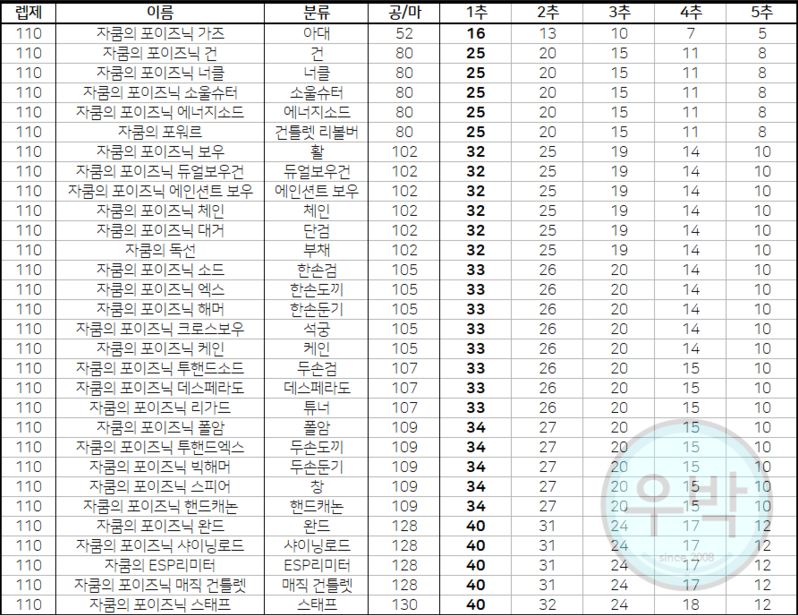 렙제 이름 분류 공/마 1추 2추 3추 4추 5추
110 자쿰의 포이즈닉 가즈 아대 52 16 13 10 7 5
110 자쿰의 포이즈닉 건 건 80 25 20 15 11 8
110 자쿰의 포이즈닉 너클 너클 80 25 20 15 11 8
110 자쿰의 포이즈닉 소울슈터 소울슈터 80 25 20 15 11 8
110 자쿰의 포이즈닉 에너지소드 에너지소드 80 25 20 15 11 8
110 자쿰의 포워르 건틀렛 리볼버 80 25 20 15 11 8
110 자쿰의 포이즈닉 보우 활 102 32 25 19 14 10
110 자쿰의 포이즈닉 듀얼보우건 듀얼보우건 102 32 25 19 14 10
110 자쿰의 포이즈닉 에인션트 보우 에인션트 보우 102 32 25 19 14 10
110 자쿰의 포이즈닉 체인 체인 102 32 25 19 14 10
110 자쿰의 포이즈닉 대거 단검 102 32 25 19 14 10
110 자쿰의 독선 부채 102 32 25 19 14 10
110 자쿰의 포이즈닉 소드 한손검 105 33 26 20 14 10
110 자쿰의 포이즈닉 엑스 한손도끼 105 33 26 20 14 10
110 자쿰의 포이즈닉 해머 한손둔기 105 33 26 20 14 10
110 자쿰의 포이즈닉 크로스보우 석궁 105 33 26 20 14 10
110 자쿰의 포이즈닉 케인 케인 105 33 26 20 14 10
110 자쿰의 포이즈닉 투핸드소드 두손검 107 33 26 20 15 10
110 자쿰의 포이즈닉 데스페라도 데스페라도 107 33 26 20 15 10
110 자쿰의 포이즈닉 리가드 튜너 107 33 26 20 15 10
110 자쿰의 포이즈닉 폴암 폴암 109 34 27 20 15 10
110 자쿰의 포이즈닉 투핸드엑스 두손도끼 109 34 27 20 15 10
110 자쿰의 포이즈닉 빅해머 두손둔기 109 34 27 20 15 10
110 자쿰의 포이즈닉 스피어 창 109 34 27 20 15 10
110 자쿰의 포이즈닉 핸드캐논 핸드캐논 109 34 27 20 15 10
110 자쿰의 포이즈닉 완드 완드 128 40 31 24 17 12
110 자쿰의 포이즈닉 샤이닝로드 샤이닝로드 128 40 31 24 17 12
110 자쿰의 ESP리미터 ESP리미터 128 40 31 24 17 12
110 자쿰의 포이즈닉 매직 건틀렛 매직 건틀렛 128 40 31 24 17 12
110 자쿰의 포이즈닉 스태프 스태프 130 40 32 24 18 12
우박
since 2008